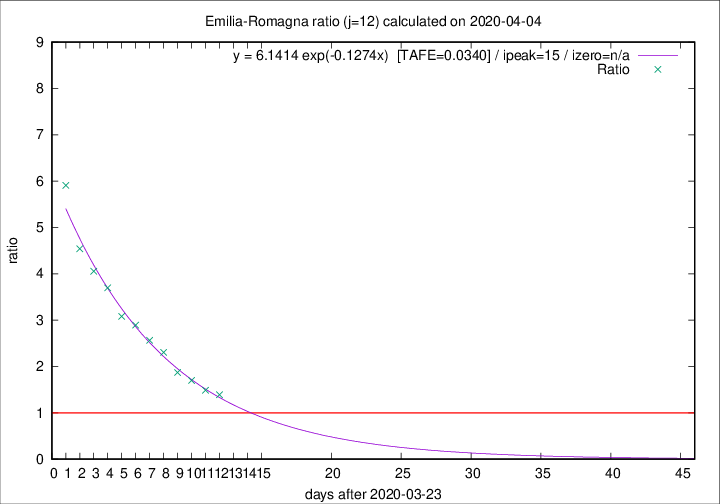 Emilia-Romagna ratio (j=12) calculated on 2020-04-04
y = 6.1414 exp(-0.1274x) [TAFE=0.0340] / ipeak=15 / izero=n/a
Ratio
9
8
7
6
5
4
3
2
1
0
ratio
0 1 2 3 4 5 6 7 8 9 10 11 12 13 14 15 20 25 30 35 40 45
days after 2020-03-23